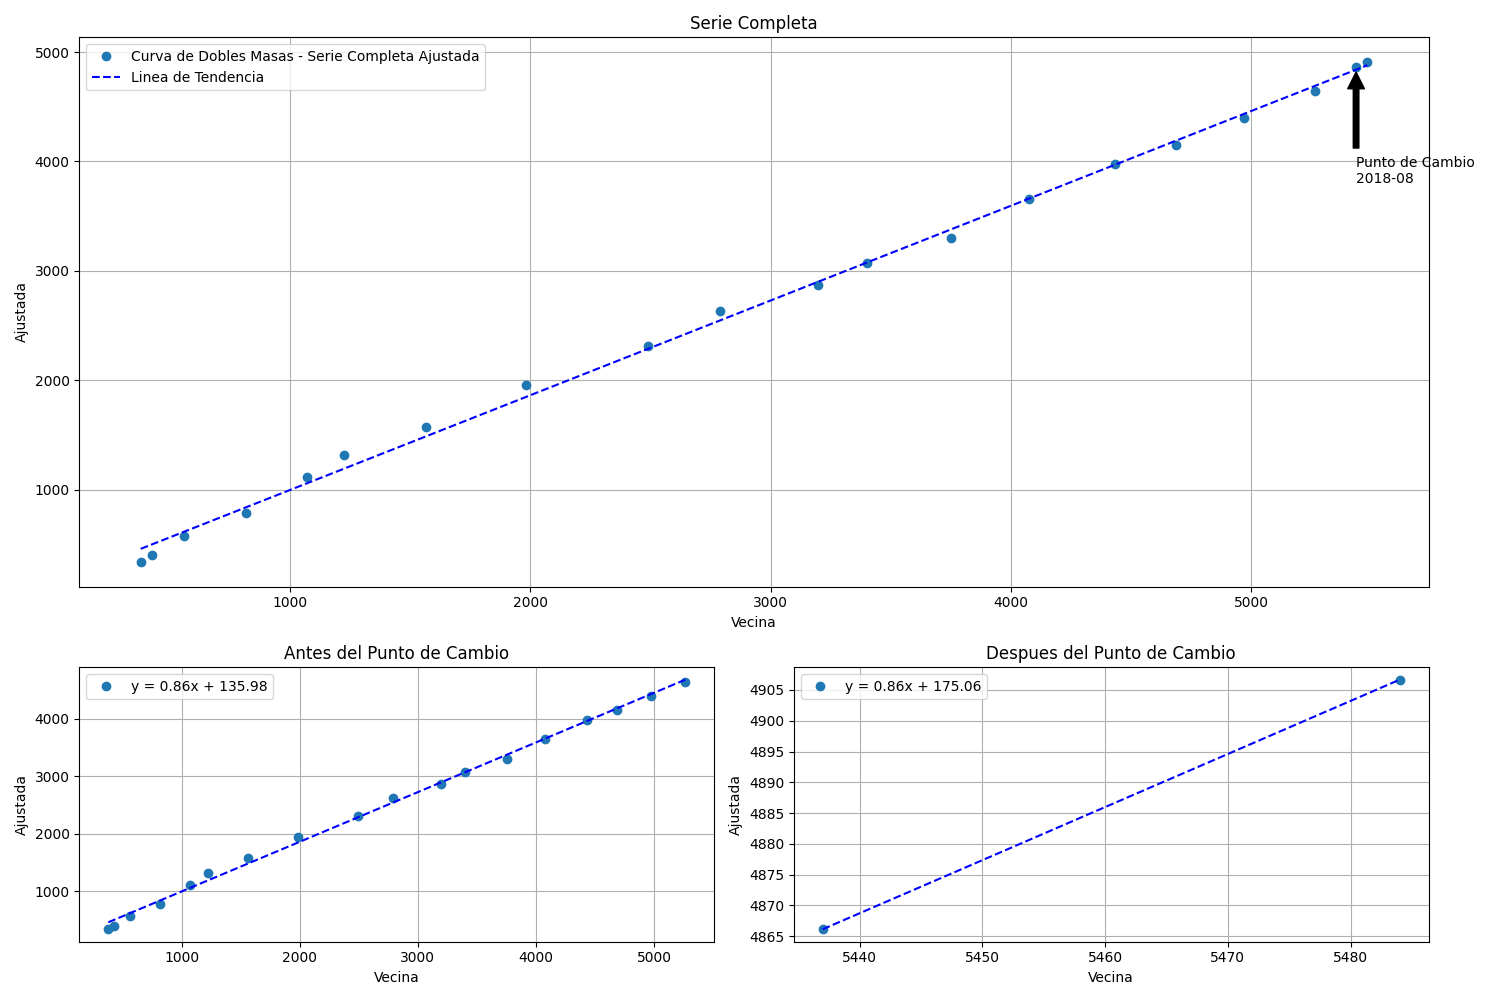 Serie Completa
Curva de Dobles Masas - Serie Completa Ajustada
Linea de Tendencia
5000
4000
3000
2000
1000
Ajustada
Punto de Cambio
2018-08
1000 2000 3000 4000 5000
Vecina
Antes del Punto de Cambio
y = 0.86x + 135.98
4000
3000
2000
1000
Ajustada
1000 2000 3000 4000 5000
Vecina
Despues del Punto de Cambio
y = 0.86x + 175.06
4905
4900
4895
4890
4885
4880
4875
4870
4865
Ajustada
5440 5450 5460 5470 5480
Vecina